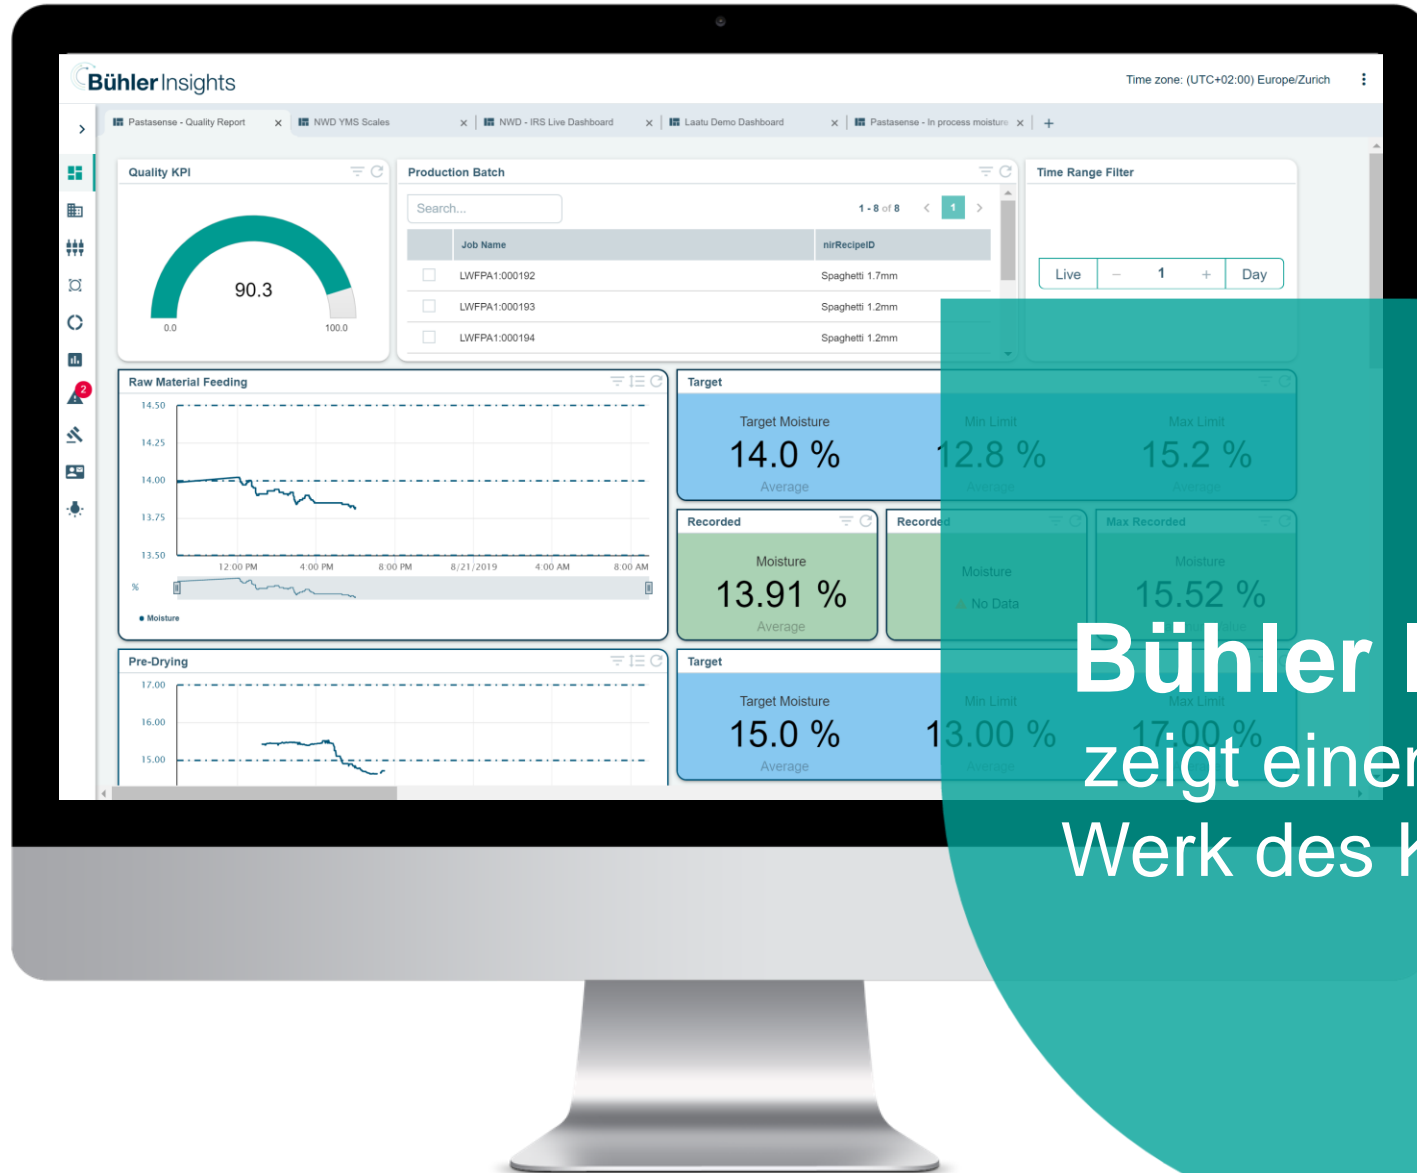 Bühler Insights
Time zone: (UTC+02:00) Europe/Zurich
Pastasense - Quality Report
NWD YMS Scales
NWD - IRS Live Dashboard
Laatu Demo Dashboard
Pastasense - In process moisture
Quality KPI
90.3
0.0
100.0
Production Batch
Search...
1 - 8 of 8
1
Job Name
nirRecipeID
LWFPA1:000192
Spaghetti 1.7mm
LWFPA1:000193
Spaghetti 1.2mm
LWFPA1:000194
Spaghetti 1.2mm
Time Range Filter
Live − 1 + Day
2
Raw Material Feeding
14.50
14.25
14.00
13.75
13.50
12:00 PM
4:00 PM
8:00 PM
8/21/2019
4:00 AM
8:00 AM
%
Moisture
Target
Target Moisture
14.0 %
Average
Min Limit
12.8 %
Average
Max Limit
15.2 %
Average
Recorded
Moisture
13.91 %
Average
Recorded
Moisture
No Data
Max Recorded
Moisture
15.52 %
Pre-Drying
17.00
16.00
15.00
Target
Target Moisture
15.0 %
Average
Min Limit
13.00 %
Average
Max Limit
17.00 %
Bühler
zeigt einer
Werk des